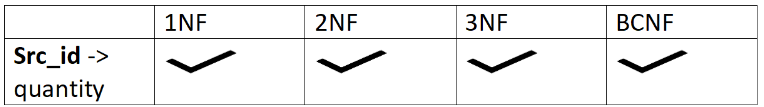 1NF 2NF 3NF BCNF
Src_id ->
quantity